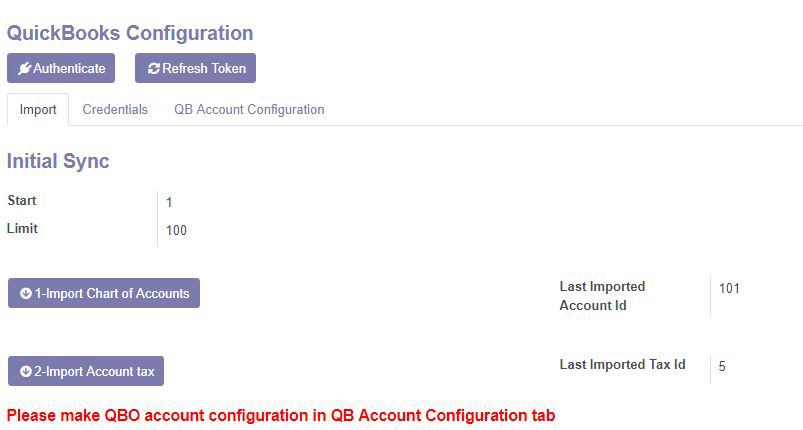 QuickBooks Configuration
Authenticate Refresh Token
Import Credentials QB Account Configuration
Initial Sync
Start 1
Limit 100
1-Import Chart of Accounts Last Imported Account Id 101
2-Import Account tax Last Imported Tax Id 5
Please make QBO account configuration in QB Account Configuration tab